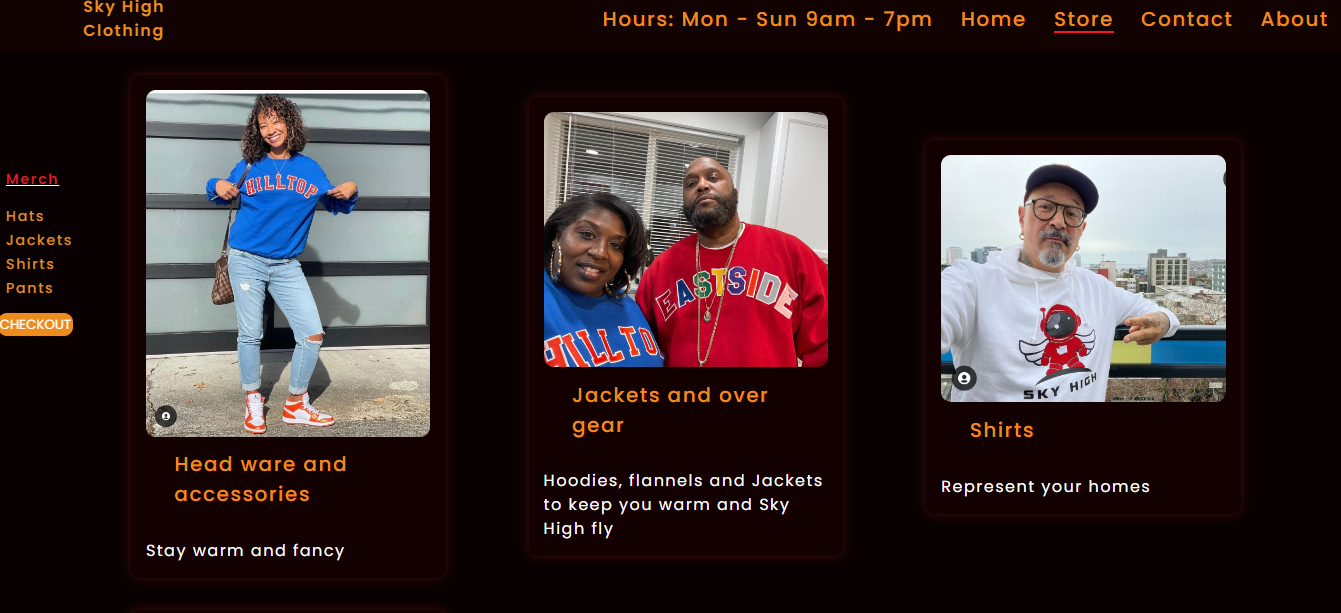 Sky High
Clothing
Hours: Mon - Sun 9am - 7pm
Home
Store
Contact
About
Merch
Hats
Jackets
Shirts
Pants
CHECKOUT
HILLTOP
Head ware and
accessories
Stay warm and fancy
HILLTO
EASTSIDE
Jackets and over
gear
Hoodies, flannels and Jackets
to keep you warm and Sky
High fly
SKY HIGH
Shirts
Represent your homes